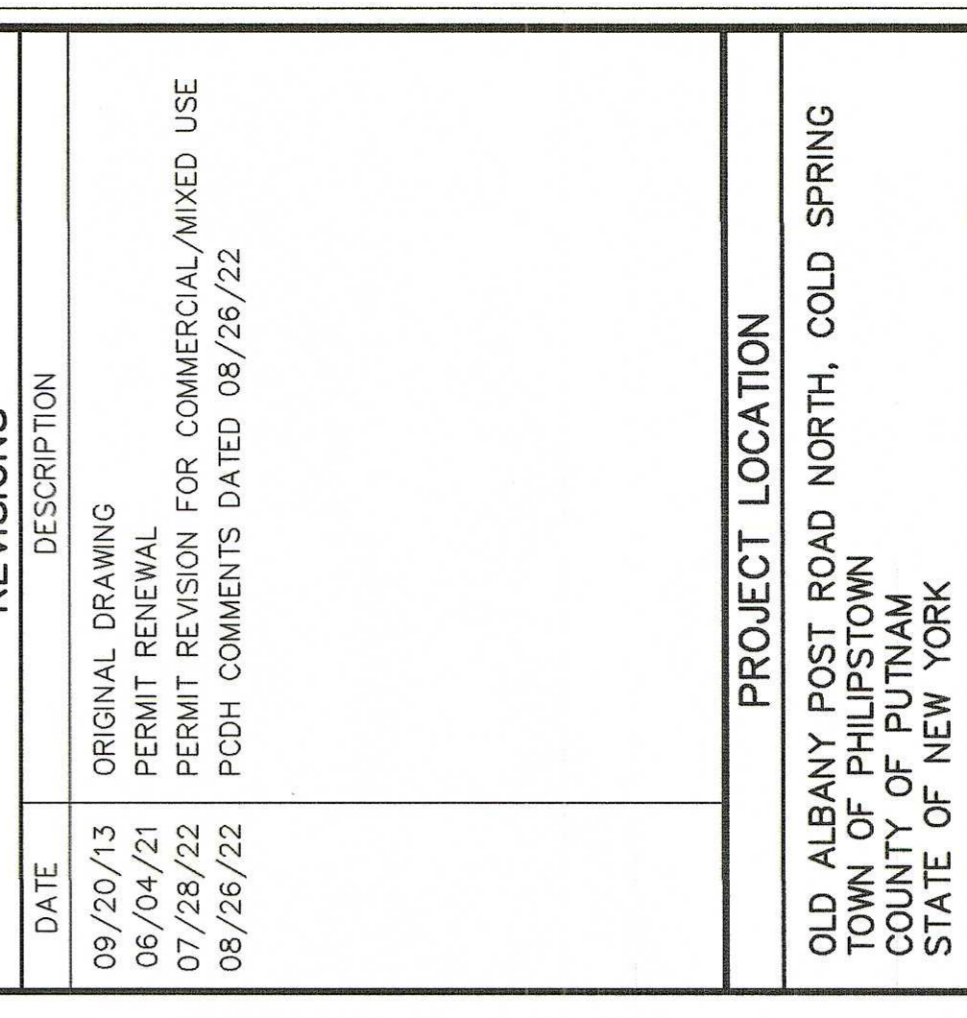 REVISIONS
DATE DESCRIPTION
09/20/13 ORIGINAL DRAWING
06/04/21 PERMIT RENEWAL
07/28/22 PERMIT REVISION FOR COMMERCIAL/MIXED USE
08/26/22 PCDH COMMENTS DATED 08/26/22
PROJECT LOCATION
OLD ALBANY POST ROAD NORTH, COLD SPRING
TOWN OF PHILIPSTOWN
COUNTY OF PUTNAM
STATE OF NEW YORK